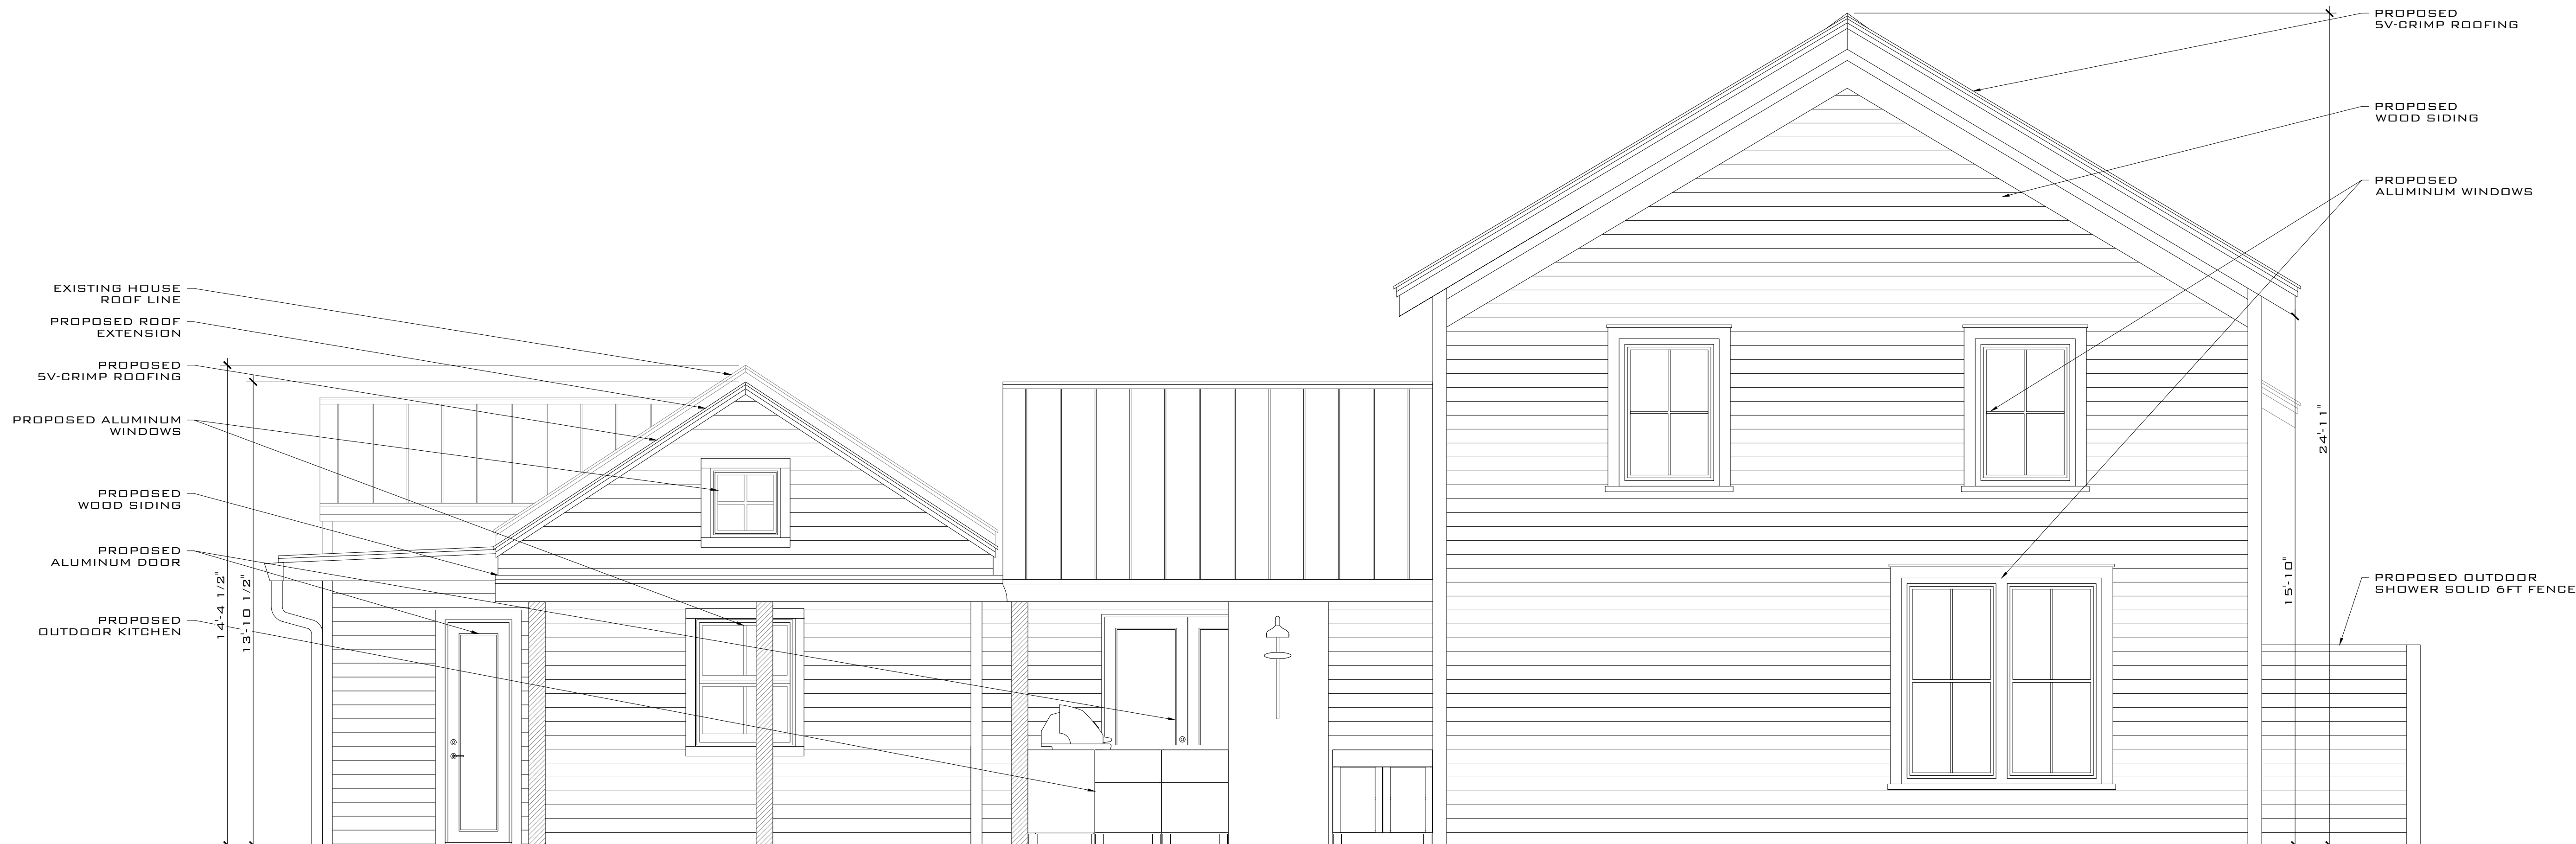 EXISTING HOUSE
ROOF LINE
PROPOSED ROOF
EXTENSION
PROPOSED
5V-CRIMP ROOFING
PROPOSED ALUMINUM
WINDOWS
PROPOSED
WOOD SIDING
PROPOSED
ALUMINUM DOOR
PROPOSED
OUTDOOR KITCHEN
14'-4 1/2"
13'-10 1/2"
PROPOSED
5V-CRIMP ROOFING
PROPOSED
WOOD SIDING
PROPOSED
ALUMINUM WINDOWS
24'-11"
15'-10"
PROPOSED OUTDOOR
SHOWER SOLID 6FT FENCE